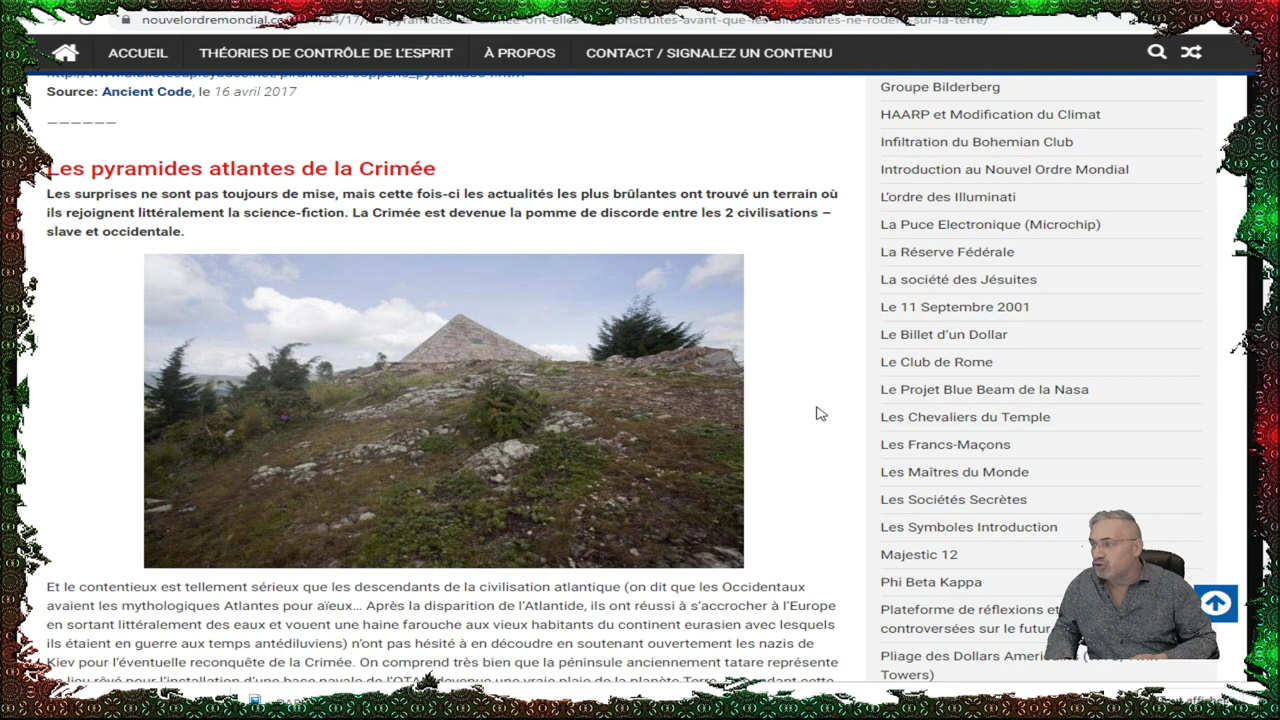 nouvelordremondial.c
ACCUEIL THÉORIES DE CONTRÔLE DE L'ESPRIT À PROPOS CONTACT / SIGNALEZ UN CONTENU
Source: Ancient Code, le 16 avril 2017
——————
Les pyramides atlantes de la Crimée
Les surprises ne sont pas toujours de mise, mais cette fois-ci les actualités les plus brûlantes ont trouvé un terrain où
ils rejoignent littéralement la science-fiction. La Crimée est devenue la pomme de discorde entre les 2 civilisations –
slave et occidentale.
Et le contentieux est tellement sérieux que les descendants de la civilisation atlantique (on dit que les Occidentaux
avaient les mythologiques Atlantes pour aïeux... Après la disparition de l'Atlantide, ils ont réussi à s'accrocher à l'Europe
en sortant littéralement des eaux et vouent une haine farouche aux vieux habitants du continent eurasien avec lesquels
ils étaient en guerre aux temps antédiluviens) n'ont pas hésité à en découdre en soutenant ouvertement les nazis de
Kiev pour l'éventuelle reconquête de la Crimée. On comprend très bien que la péninsule anciennement tatare représente
Groupe Bilderberg
HAARP et Modification du Climat
Infiltration du Bohemian Club
Introduction au Nouvel Ordre Mondial
L'ordre des Illuminati
La Puce Electronique (Microchip)
La Réserve Fédérale
La société des Jésuites
Le 11 Septembre 2001
Le Billet d'un Dollar
Le Club de Rome
Le Projet Blue Beam de la Nasa
Les Chevaliers du Temple
Les Francs-Maçons
Les Maîtres du Monde
Les Sociétés Secrètes
Les Symboles Introduction
Majestic 12
Phi Beta Kappa
Plateforme de réflexions et
controversées sur le futur
Pliage des Dollars
Towers)